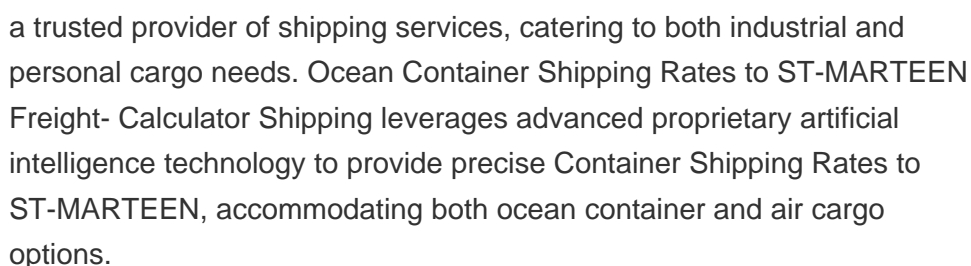 a trusted provider of shipping services, catering to both industrial and
personal cargo needs. Ocean Container Shipping Rates to ST-MARTEEN
Freight- Calculator Shipping leverages advanced proprietary artificial
intelligence technology to provide precise Container Shipping Rates to
ST-MARTEEN, accommodating both ocean container and air cargo
options.